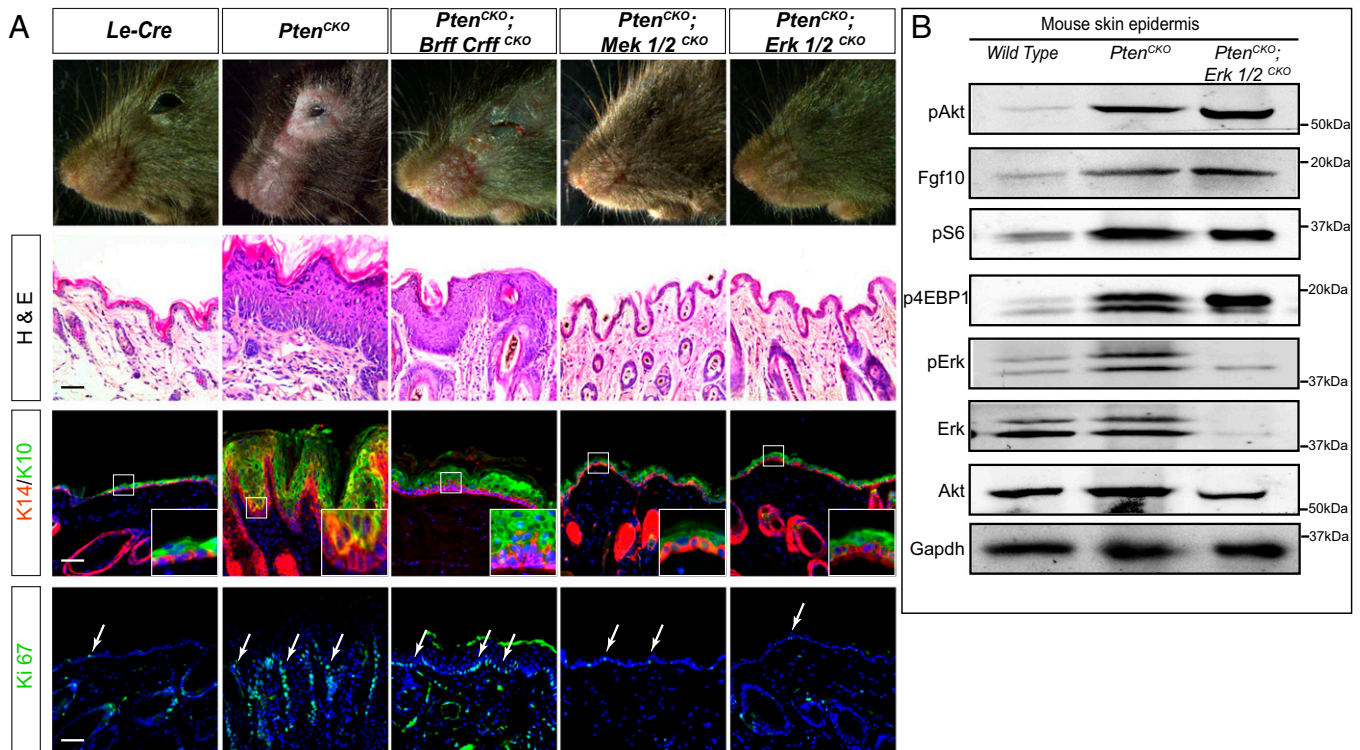 A
Le-Cre
Pten^CKO
Pten^CKO;
Brff Crff ^CKO
Pten^CKO;
Mek 1/2 ^CKO
Pten^CKO;
Erk 1/2 ^CKO
H & E
K14/K10
Ki 67
B
Mouse skin epidermis
Wild Type
Pten^CKO
Pten^CKO;
Erk 1/2 ^CKO
pAkt
50kDa
Fgf10
20kDa
pS6
37kDa
p4EBP1
20kDa
pErk
37kDa
Erk
37kDa
Akt
50kDa
Gapdh
37kDa